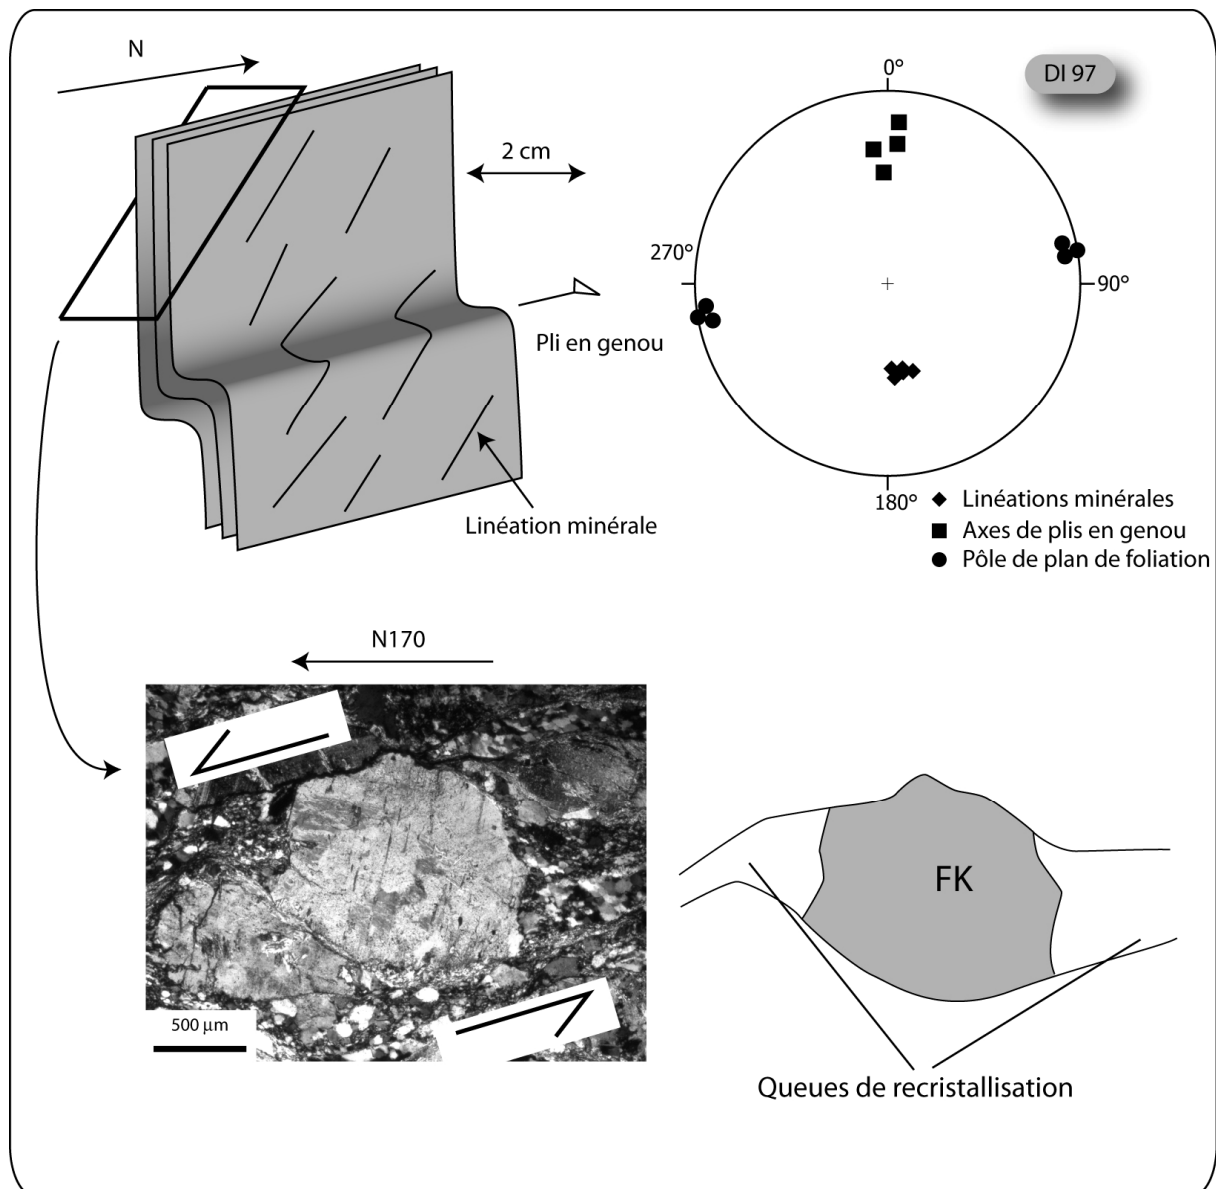 N
0°
DI 97
2 cm
270°
90°
Pli en genou
180°
Linéations minérales
Linéation minérale
Axes de plis en genou
Pôle de plan de foliation
N170
FK
500 µm
Queues de recristallisation